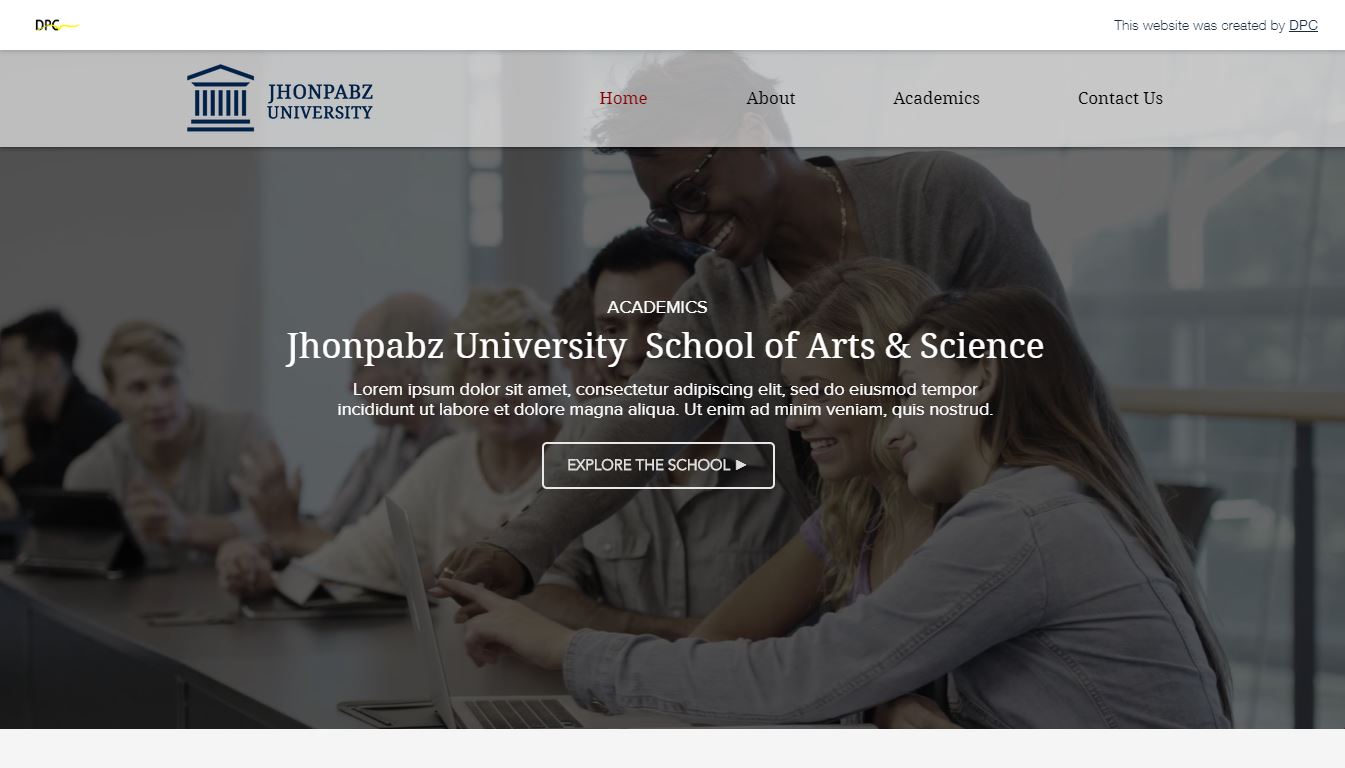 DPC
This website was created by DPC
JHONPABZ
UNIVERSITY
Home About Academics Contact Us
ACADEMICS
Jhonpabz University School of Arts & Science
Lorem ipsum dolor sit amet, consectetur adipiscing elit, sed do eiusmod tempor
incididunt ut labore et dolore magna aliqua. Ut enim ad minim veniam, quis nostrud.
EXPLORE THE SCHOOL ►